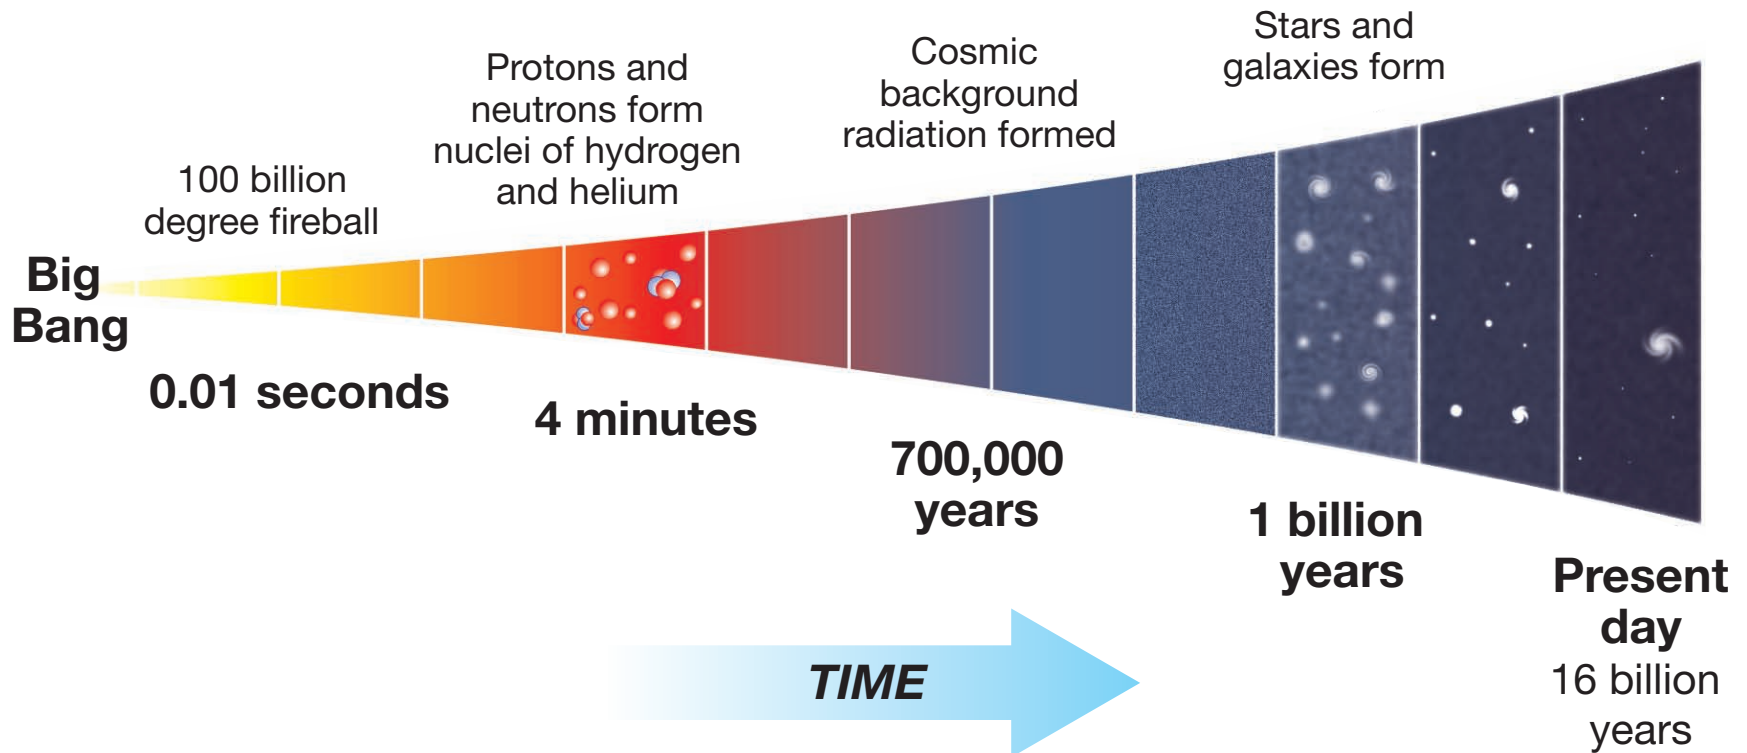 Big
Bang
100 billion
degree fireball
0.01 seconds
Protons and
neutrons form
nuclei of hydrogen
and helium
4 minutes
Cosmic
background
radiation formed
700,000
years
Stars and
galaxies form
1 billion
years
Present
day
16 billion
years
TIME